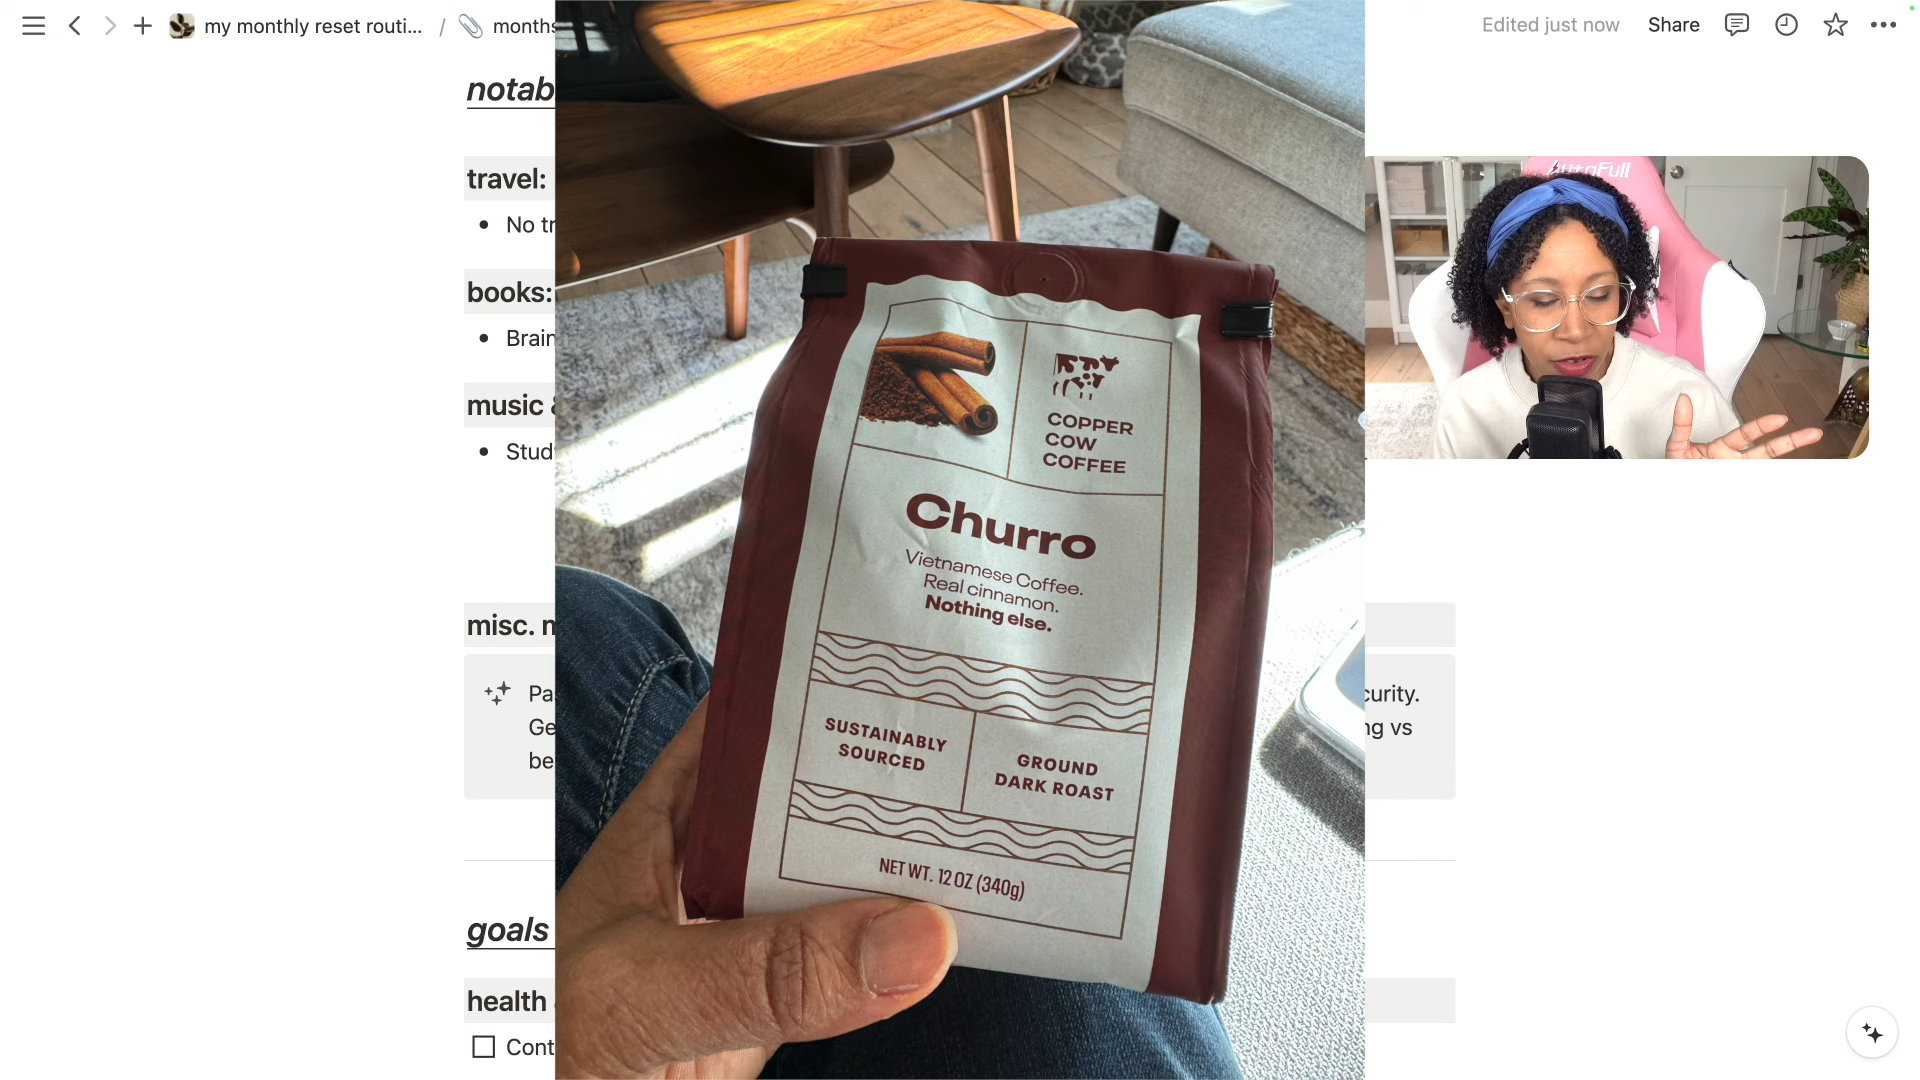 my monthly reset routi... / months
Edited just now
Share
notab
travel:
No tr
books:
Brain
music &
Stud
misc. m
Pa
curity.
Ge
ng vs
be
goals
health
Cont
AutoFull
COPPER
COW
COFFEE
Churro
Vietnamese Coffee.
Real cinnamon.
Nothing else.
SUSTAINABLY
SOURCED
GROUND
DARK ROAST
NET WT. 12 OZ (340g)